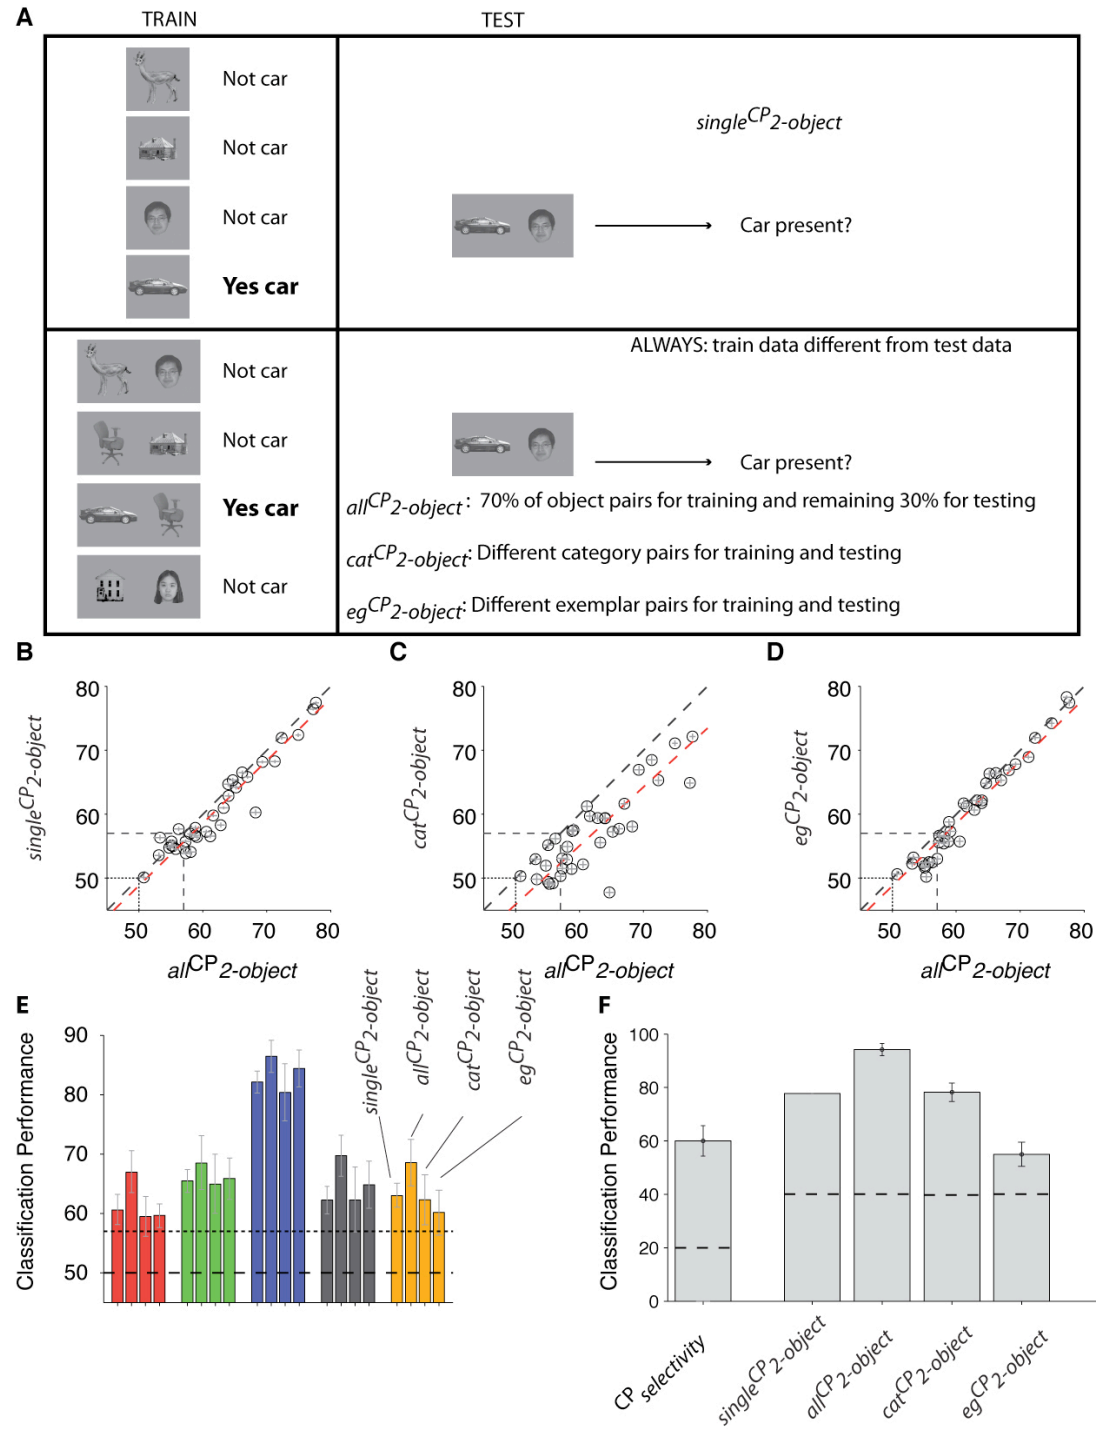 A
TRAIN
TEST
Not car
Not car
Not car
Yes car
singleCP2-object
Car present?
Not car
Not car
Yes car
Not car
ALWAYS: train data different from test data
Car present?
allCP2-object: 70% of object pairs for training and remaining 30% for testing
catCP2-object: Different category pairs for training and testing
egCP2-object: Different exemplar pairs for training and testing
B
singleCP2-object
80
70
60
50
50 60 70 80
allCP2-object
C
catCP2-object
80
70
60
50
50 60 70 80
allCP2-object
D
egCP2-object
80
70
60
50
50 60 70 80
allCP2-object
E
Classification Performance
90
80
70
60
50
singleCP2-object
allCP2-object
catCP2-object
egCP2-object
F
Classification Performance
100
80
60
40
20
0
CP selectivity
singleCP2-object
allCP2-object
catCP2-object
egCP2-object